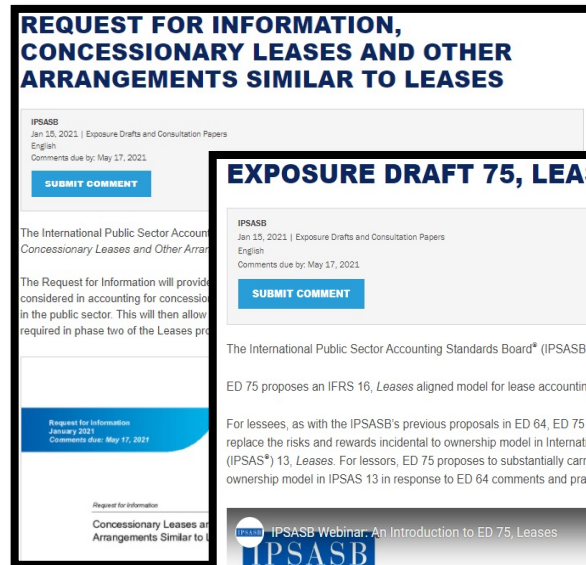 REQUEST FOR INFORMATION,
CONCESSIONARY LEASES AND OTHER
ARRANGEMENTS SIMILAR TO LEASES
IPSASB
Jan 15, 2021 | Exposure Drafts and Consultation Papers
English
Comments due by: May 17, 2021
SUBMIT COMMENT
The International Public Sector Account
Concessionary Leases and Other Arrar
The Request for Information will provide
considered in accounting for concessio
in the public sector. This will then allow
required in phase two of the Leases pro
Request for Information
January 2021
Comments due: May 17, 2021
Request for Information
Concessionary Leases ar
Arrangements Similar to L
EXPOSURE DRAFT 75, LEAS
IPSASB
Jan 15, 2021 | Exposure Drafts and Consultation Papers
English
Comments due by: May 17, 2021
SUBMIT COMMENT
The International Public Sector Accounting Standards Board® (IPSASB
ED 75 proposes an IFRS 16, Leases aligned model for lease accountin
For lessees, as with the IPSASB's previous proposals in ED 64, ED 75
replace the risks and rewards incidental to ownership model in Internati
(IPSAS®) 13, Leases. For lessors, ED 75 proposes to substantially carr
ownership model in IPSAS 13 in response to ED 64 comments and pra
IPSASB
IPSASB Webinar: An Introduction to ED 75, Leases
IPSASB